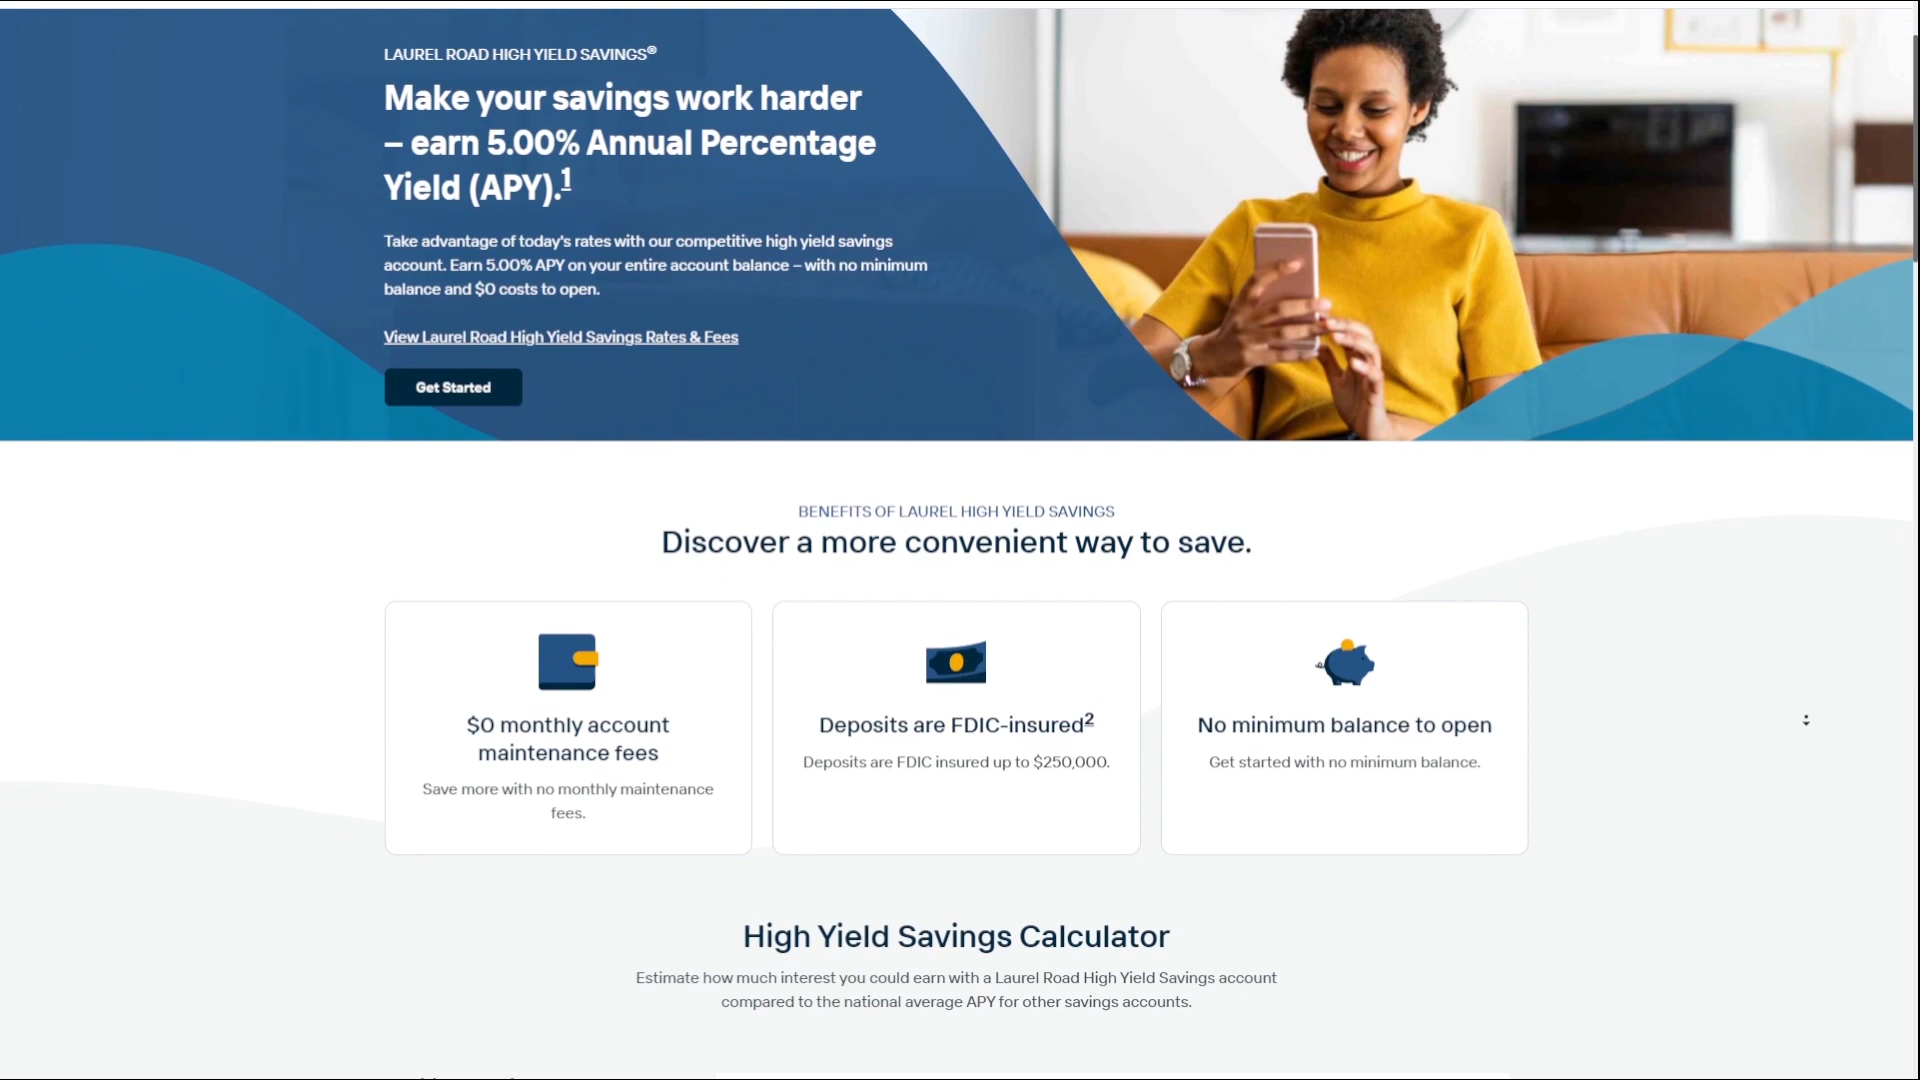 LAUREL ROAD HIGH YIELD SAVINGS®
Make your savings work harder
– earn 5.00% Annual Percentage
Yield (APY).1
Take advantage of today's rates with our competitive high yield savings
account. Earn 5.00% APY on your entire account balance – with no minimum
balance and $0 costs to open.
View Laurel Road High Yield Savings Rates & Fees
Get Started
BENEFITS OF LAUREL HIGH YIELD SAVINGS
Discover a more convenient way to save.
$0 monthly account
maintenance fees
Save more with no monthly maintenance
fees.
Deposits are FDIC-insured2
Deposits are FDIC insured up to $250,000.
No minimum balance to open
Get started with no minimum balance.
High Yield Savings Calculator
Estimate how much interest you could earn with a Laurel Road High Yield Savings account
compared to the national average APY for other savings accounts.